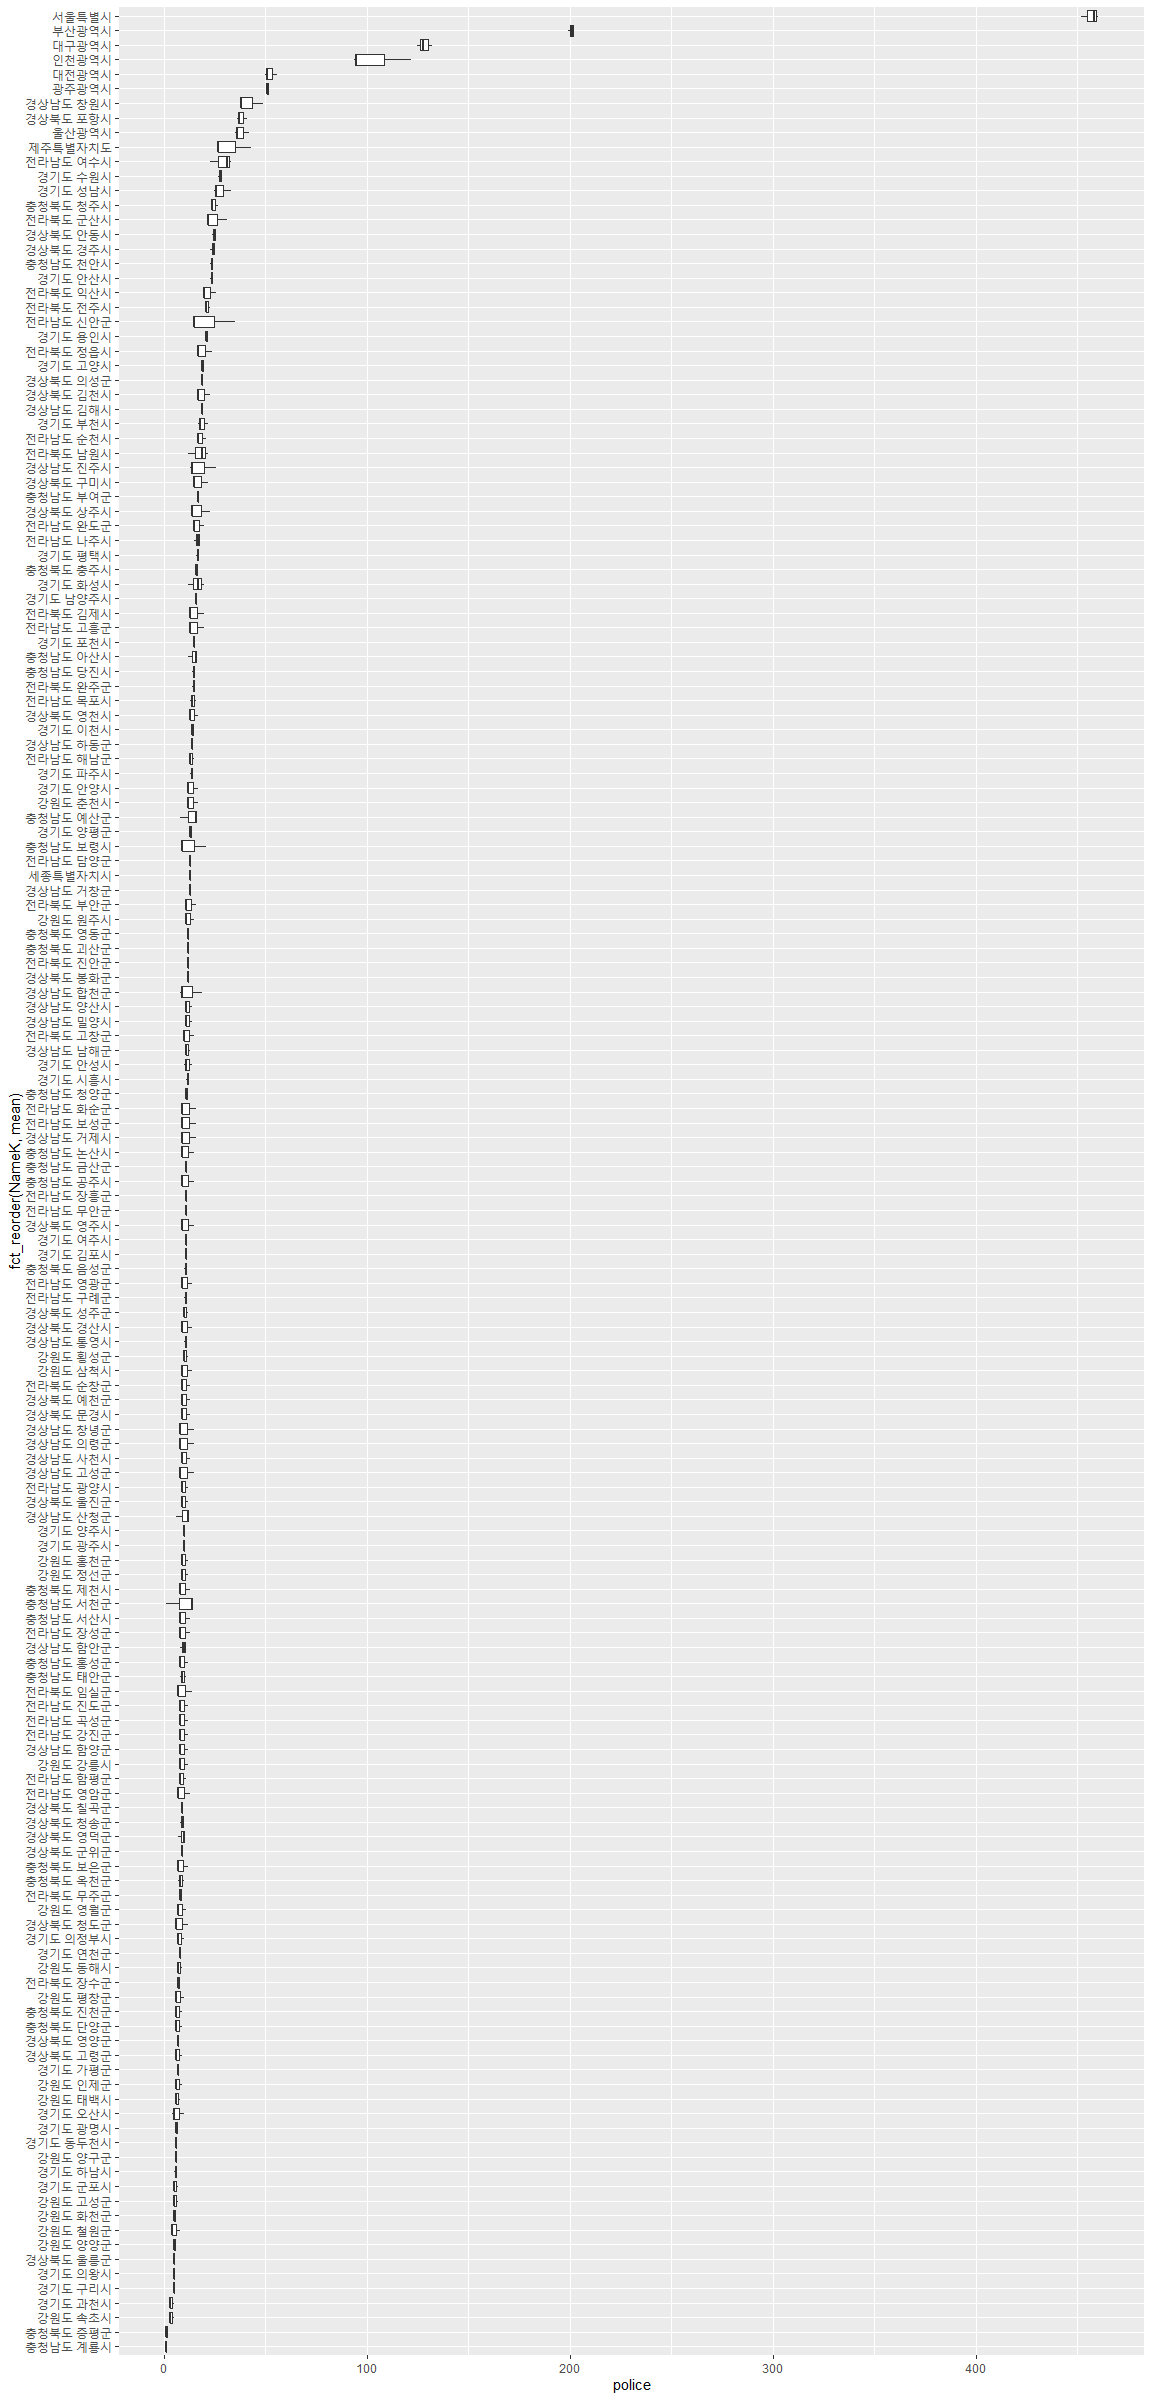 서울특별시
부산광역시
대구광역시
인천광역시
대전광역시
광주광역시
경상남도 창원시
경상북도 포항시
울산광역시
제주특별자치도
전라남도 여수시
경기도 수원시
경기도 성남시
충청북도 청주시
전라북도 군산시
경상북도 안동시
경상북도 경주시
충청남도 천안시
경기도 안산시
전라북도 익산시
전라북도 전주시
전라남도 신안군
경기도 용인시
전라북도 정읍시
경기도 고양시
경상북도 의성군
경상북도 김천시
경상남도 김해시
경기도 부천시
전라남도 순천시
전라북도 남원시
경상남도 진주시
경상북도 구미시
충청남도 부여군
경상북도 상주시
전라남도 완도군
전라남도 나주시
경기도 평택시
충청북도 충주시
경기도 화성시
경기도 남양주시
전라북도 김제시
전라남도 고흥군
경기도 포천시
충청남도 아산시
충청남도 당진시
전라북도 완주군
전라남도 목포시
경상북도 영천시
경기도 이천시
경상남도 하동군
전라남도 해남군
경기도 파주시
경기도 안양시
강원도 춘천시
충청남도 예산군
경기도 양평군
충청남도 보령시
전라남도 담양군
세종특별자치시
경상남도 거창군
전라북도 부안군
강원도 원주시
충청북도 영동군
충청북도 괴산군
전라북도 진안군
경상북도 봉화군
경상남도 합천군
경상남도 양산시
경상남도 밀양시
전라북도 고창군
경상남도 남해군
경기도 안성시
경기도 시흥시
충청남도 청양군
전라남도 화순군
전라남도 보성군
경상남도 거제시
충청남도 논산시
충청남도 금산군
충청남도 공주시
전라남도 장흥군
전라남도 무안군
경상북도 영주시
경기도 여주시
경기도 김포시
충청북도 음성군
전라남도 영광군
전라남도 구례군
경상북도 성주군
경상북도 경산시
경상남도 통영시
강원도 횡성군
강원도 삼척시
전라북도 순창군
경상북도 예천군
경상북도 문경시
경상남도 창녕군
경상남도 의령군
경상남도 사천시
경상남도 고성군
전라남도 광양시
경상북도 울진군
경상남도 산청군
경기도 양주시
경기도 광주시
강원도 홍천군
강원도 정선군
충청북도 제천시
충청남도 서천군
충청남도 서산시
전라남도 장성군
경상남도 함안군
충청남도 홍성군
충청남도 태안군
전라북도 임실군
전라남도 진도군
전라남도 곡성군
전라남도 강진군
경상남도 함양군
강원도 강릉시
전라남도 함평군
전라남도 영암군
경상북도 칠곡군
경상북도 청송군
경상북도 영덕군
경상북도 군위군
충청북도 보은군
충청북도 옥천군
전라북도 무주군
강원도 영월군
경상북도 청도군
경기도 의정부시
경기도 연천군
강원도 동해시
전라북도 장수군
강원도 평창군
충청북도 진천군
충청북도 단양군
경상북도 영양군
경상북도 고령군
경기도 가평군
강원도 인제군
강원도 태백시
경기도 오산시
경기도 광명시
경기도 동두천시
강원도 양구군
경기도 하남시
경기도 군포시
강원도 고성군
강원도 화천군
강원도 철원군
강원도 양양군
경상북도 울릉군
경기도 의왕시
경기도 구리시
경기도 과천시
강원도 속초시
충청북도 증평군
충청남도 계룡시
fct_reorder(NameK, mean)
0 100 200 300 400
police